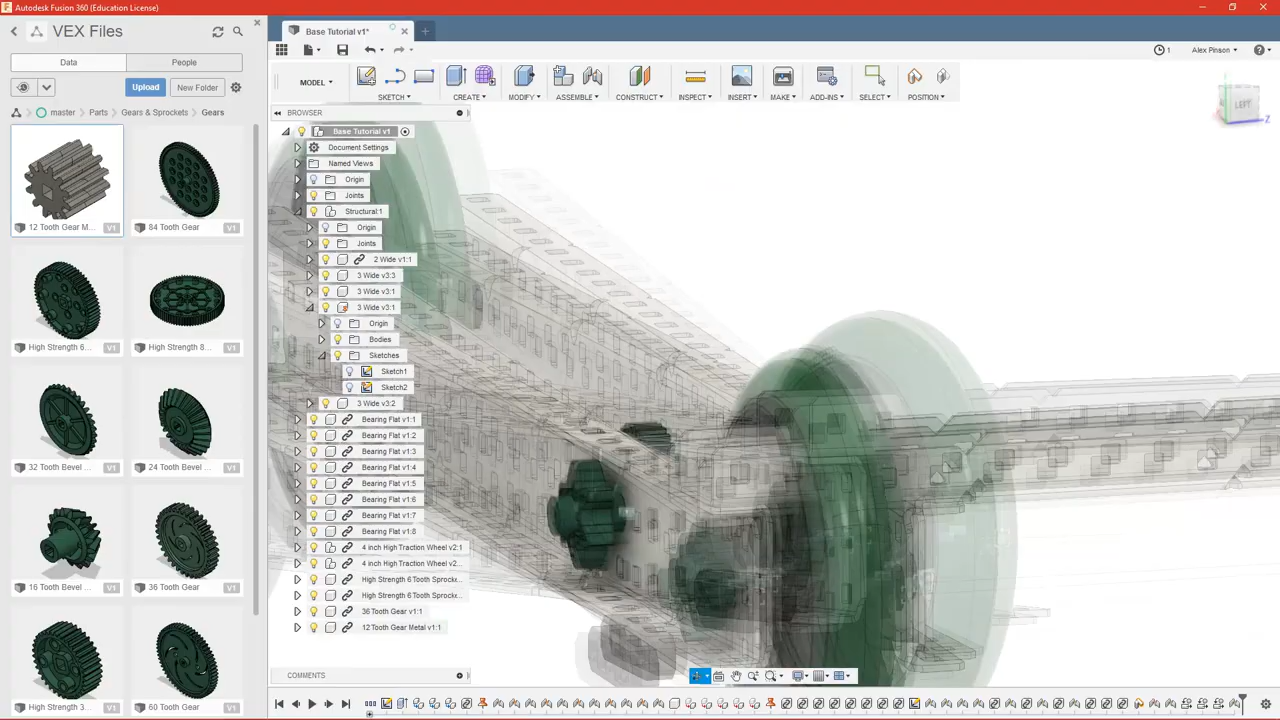 Autodesk Fusion 360 (Education License)
VEX Files
Data
People
Upload
New Folder
master > Parts > Gears & Sprockets > Gears
12 Tooth Gear M... V1
84 Tooth Gear V1
High Strength 6... V1
High Strength 8... V1
32 Tooth Bevel ... V1
24 Tooth Bevel ... V1
16 Tooth Bevel ... V1
36 Tooth Gear V1
High Strength 3... V1
60 Tooth Gear V1
Base Tutorial v1*
1
Alex Pinson
MODEL
SKETCH
CREATE
MODIFY
ASSEMBLE
CONSTRUCT
INSPECT
INSERT
MAKE
ADD-INS
SELECT
POSITION
LEFT
Z
BROWSER
Base Tutorial v1
Document Settings
Named Views
Origin
Joints
Structural:1
Origin
Joints
2 Wide v1:1
3 Wide v3:3
3 Wide v3:1
3 Wide v3:1
Origin
Bodies
Sketches
Sketch1
Sketch2
3 Wide v3:2
Bearing Flat v1:1
Bearing Flat v1:2
Bearing Flat v1:3
Bearing Flat v1:4
Bearing Flat v1:5
Bearing Flat v1:6
Bearing Flat v1:7
Bearing Flat v1:8
4 inch High Traction Wheel v2:1
4 inch High Traction Wheel v2:1
High Strength 6 Tooth Sprocke...
High Strength 6 Tooth Sprocke...
36 Tooth Gear v1:1
12 Tooth Gear Metal v1:1
COMMENTS